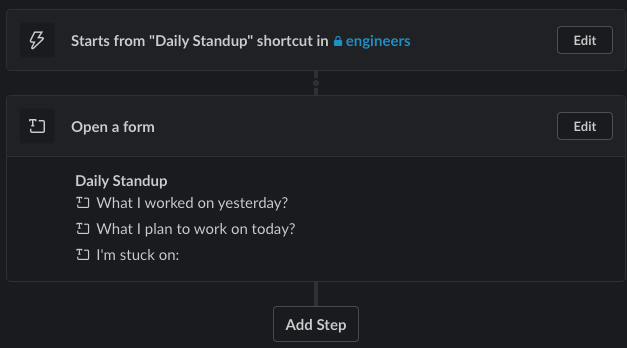 Starts from "Daily Standup" shortcut in engineers
Edit
Open a form
Edit
Daily Standup
What I worked on yesterday?
What I plan to work on today?
I'm stuck on:
Add Step